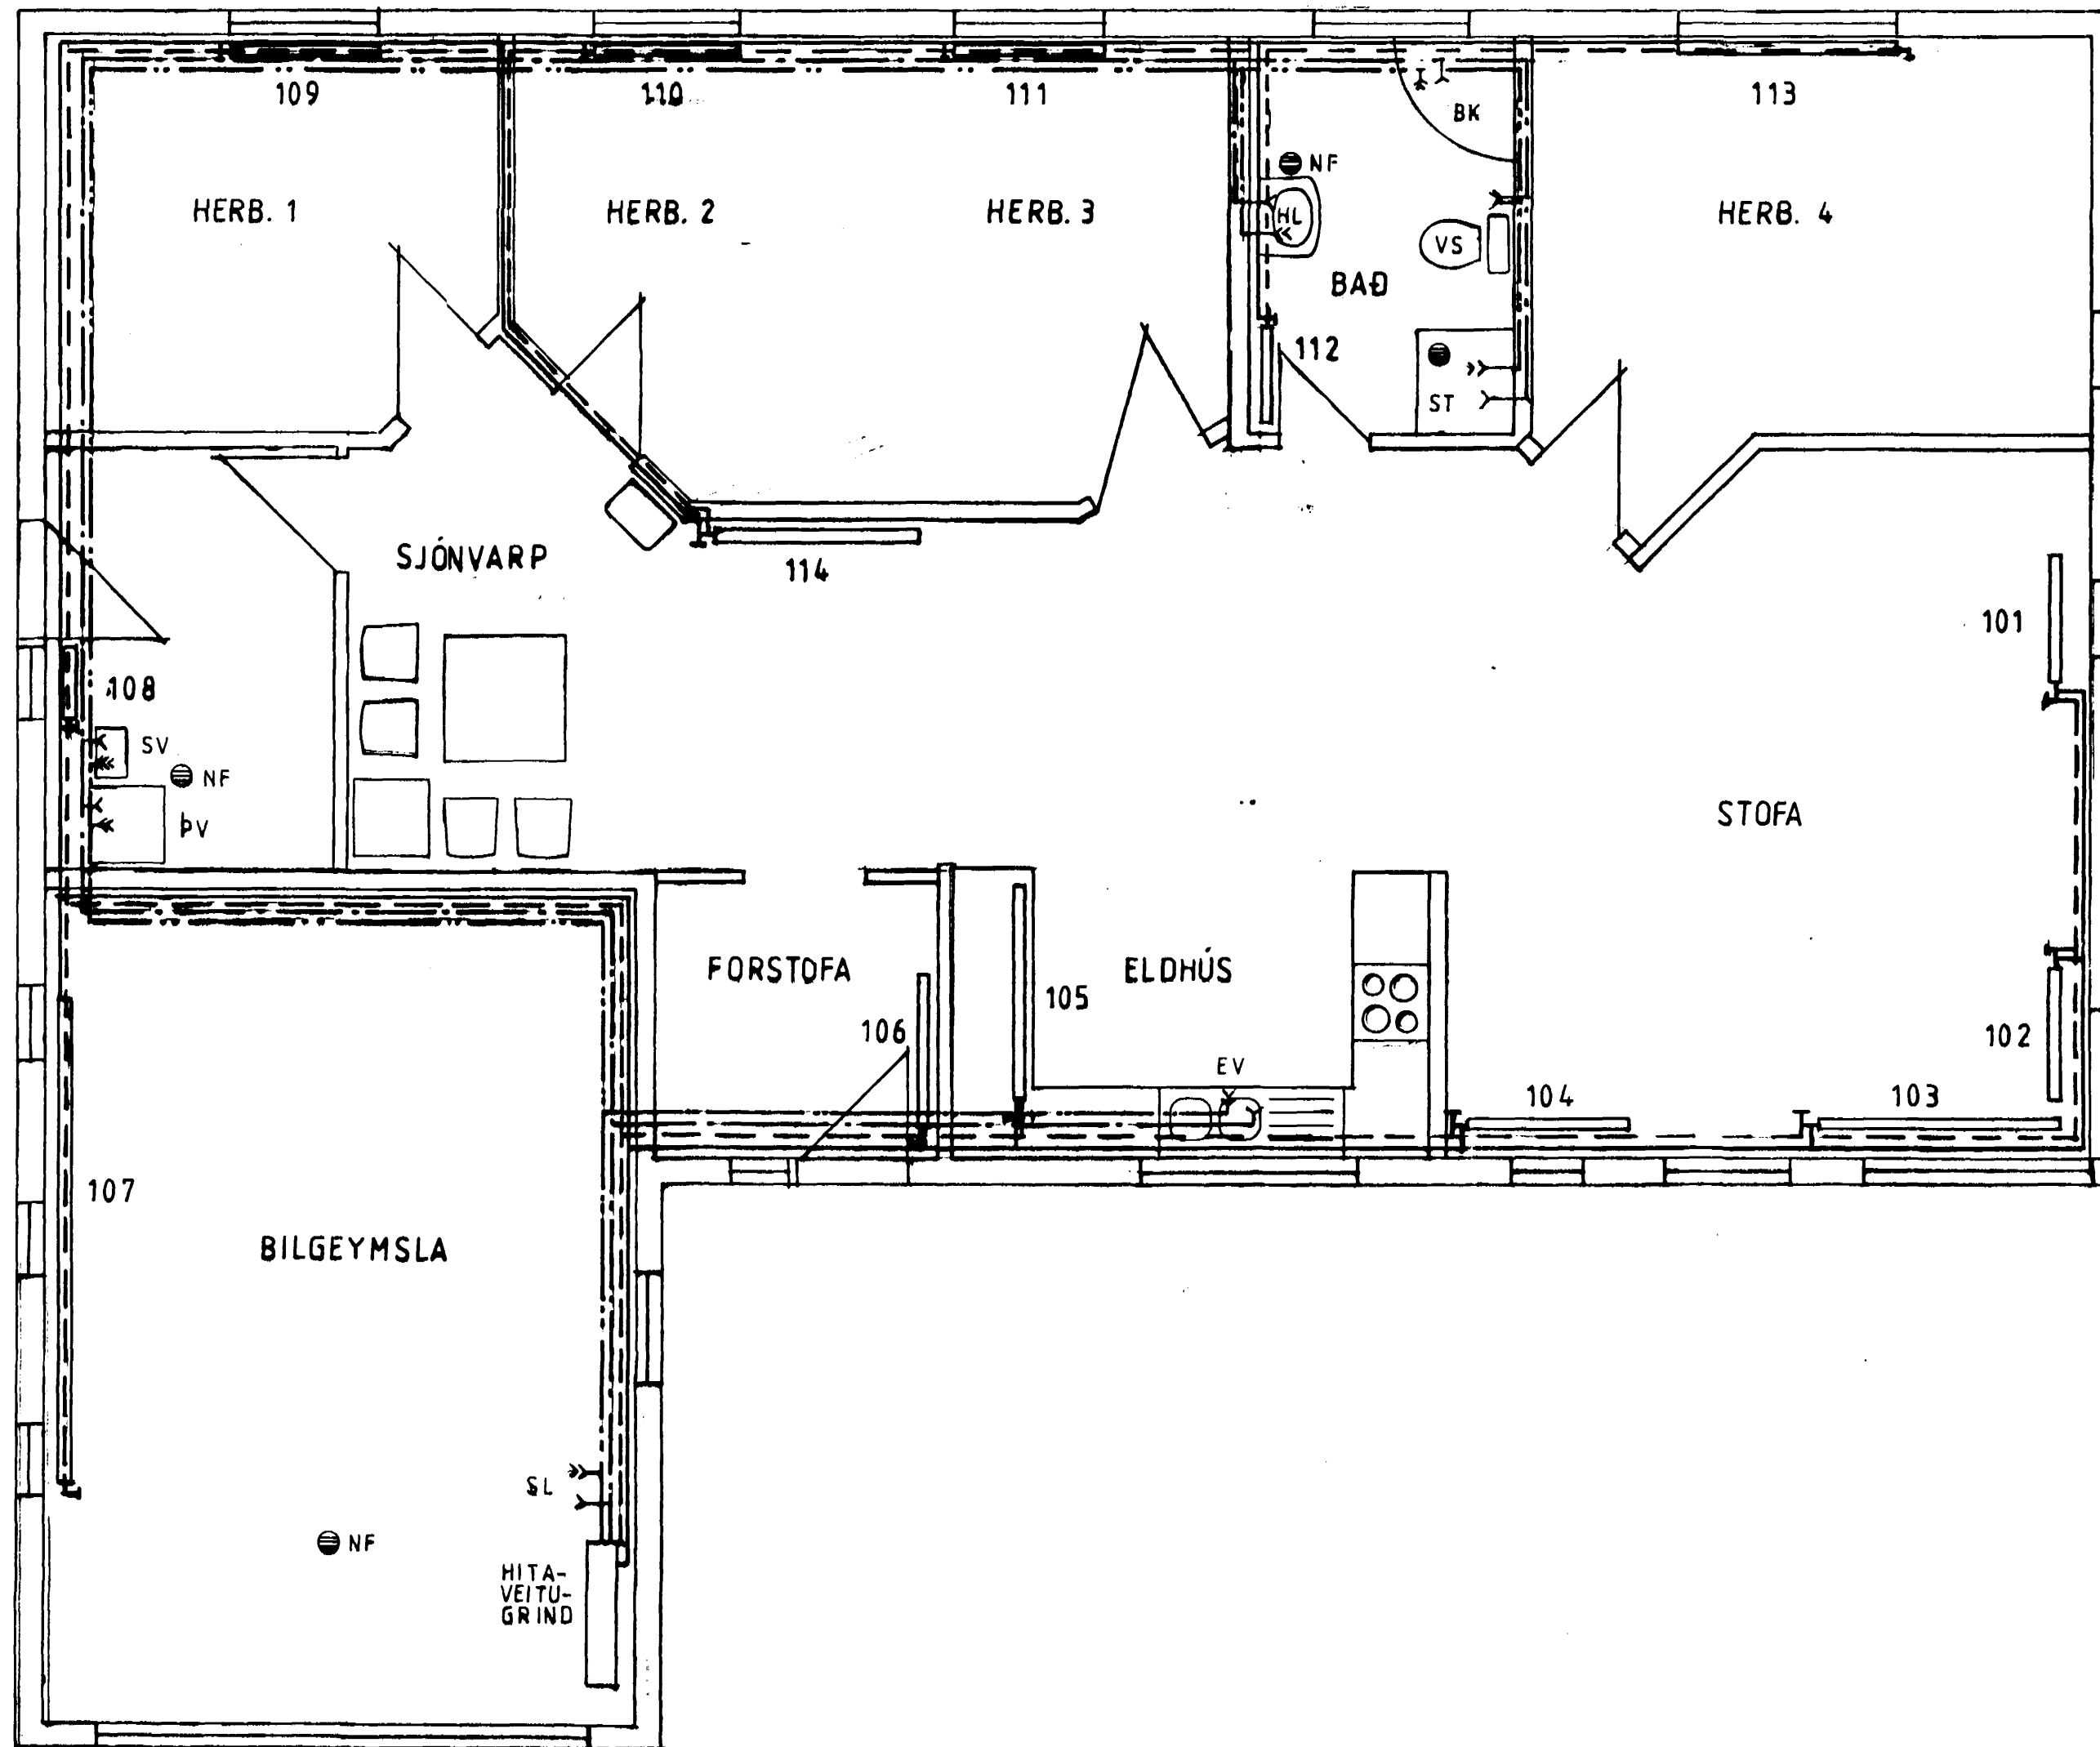 109
110
111
113
BK
NF
HERB. 1
HERB. 2
HERB. 3
HL
VS
HERB. 4
BAÐ
112
ST
SJÓNVARP
114
101
108
SV
NF
ÞV
STOFA
FORSTOFA
105
ELDHÚS
106
102
EV
104
103
107
BILGEYMSLA
SL
NF
HITA-
VEITU-
GRIND